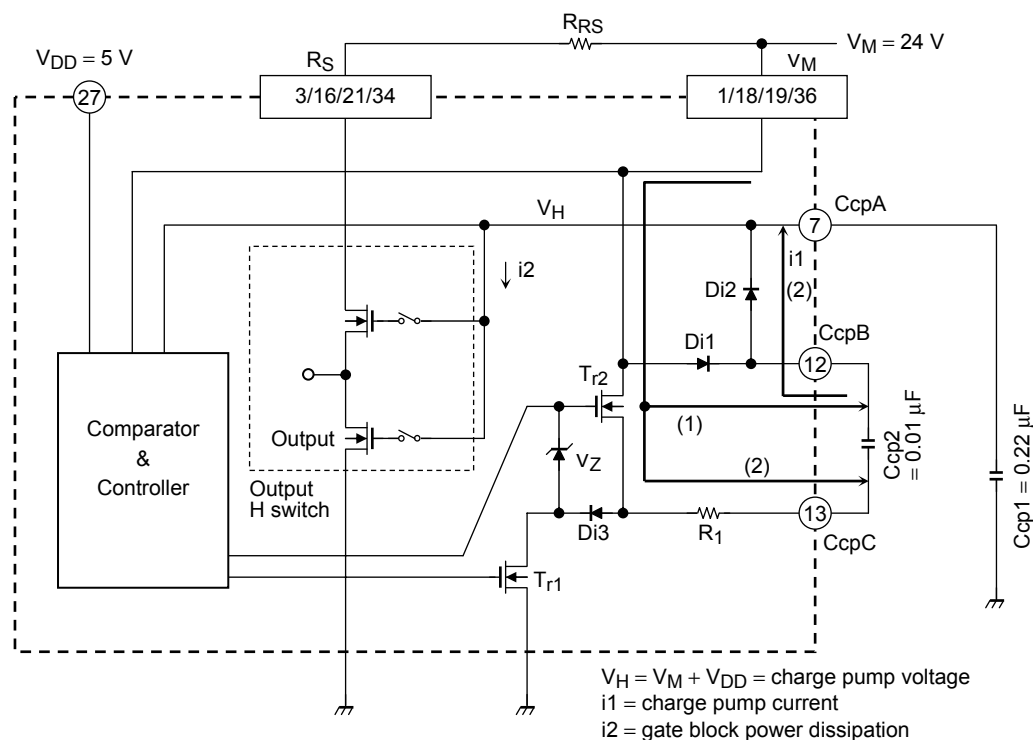 R_RS
V_M = 24 V
V_DD = 5 V
R_S
v_M
27
3/16/21/34
1/18/19/36
V_H
7
CcpA
i2
i1
(2)
Di2
CcpB
Di1
12
T_r2
(1)
Ccp2
= 0.01 μF
Comparator
&
Controller
Output
v_Z
(2)
Output
H switch
Di3
R_1
13
CcpC
Ccp1 = 0.22 μF
T_r1
V_H = V_M + V_DD = charge pump voltage
i1 = charge pump current
i2 = gate block power dissipation